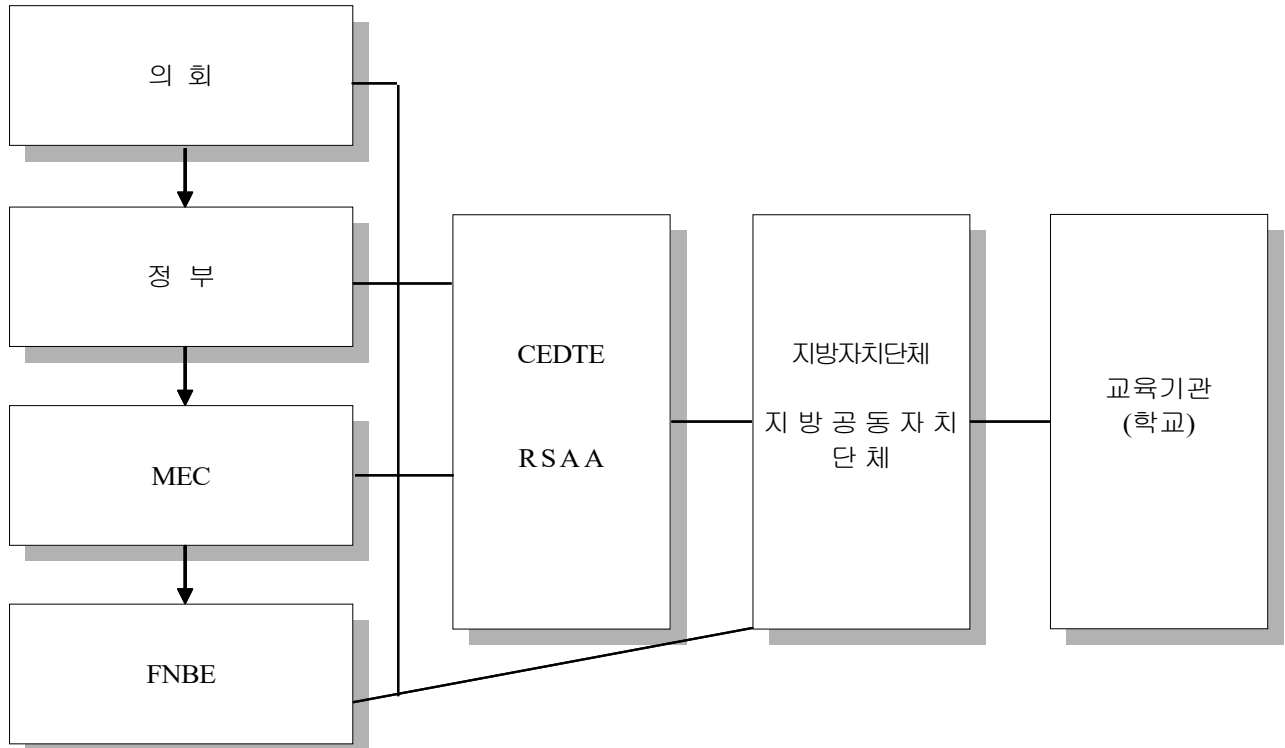 의 회
정 부
MEC
FNBE
CEDTE
RSAA
지방자치단체
지 방 공 동 자 치
단 체
교육기관
(학교)